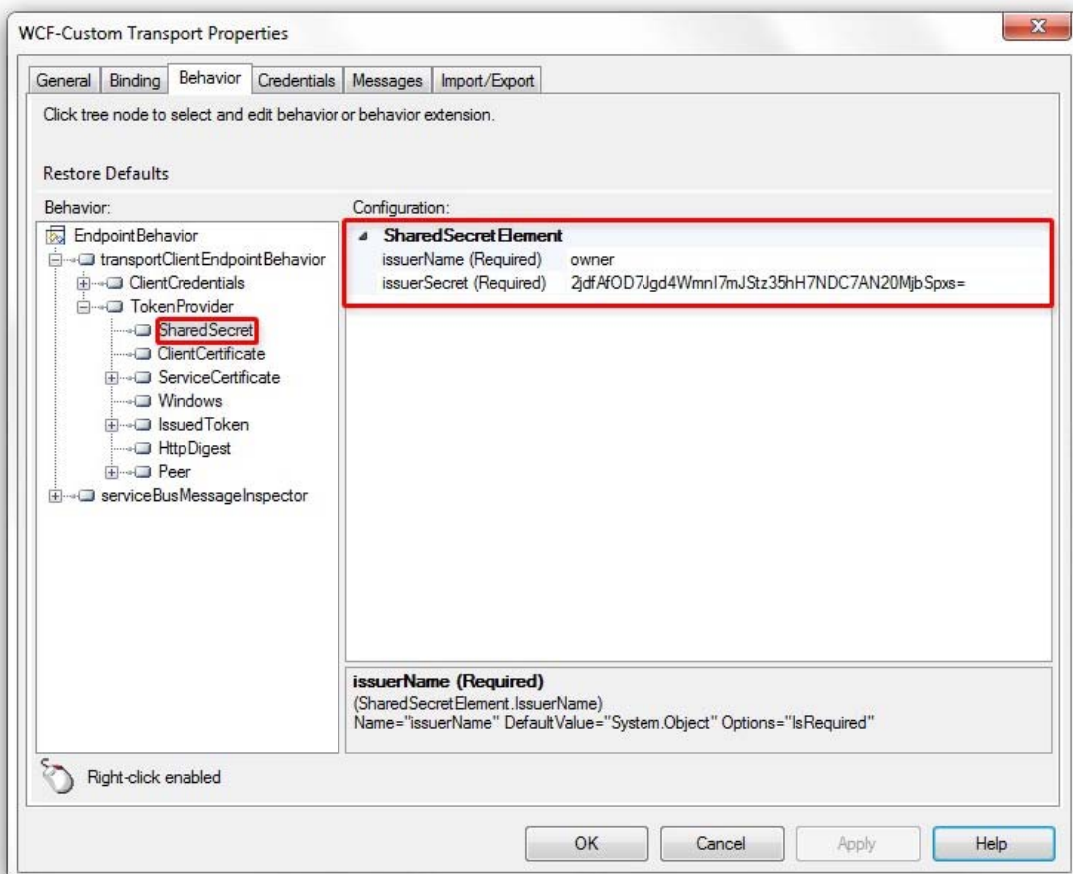 WCF-Custom Transport Properties
General Binding Behavior Credentials Messages Import/Export
Click tree node to select and edit behavior or behavior extension.
Restore Defaults
Behavior:
EndpointBehavior
transportClientEndpointBehavior
ClientCredentials
TokenProvider
SharedSecret
ClientCertificate
ServiceCertificate
Windows
IssuedToken
HttpDigest
Peer
serviceBusMessageInspector
Configuration:
SharedSecretElement
issuerName (Required) owner
issuerSecret (Required) 2jdfAfOD7Jgd4WmnI7mJStz35hH7NDC7AN20MjbSpxs=
issuerName (Required)
(SharedSecretElement.IssuerName)
Name="issuerName" DefaultValue="System.Object" Options="IsRequired"
Right-click enabled
OK Cancel Apply Help